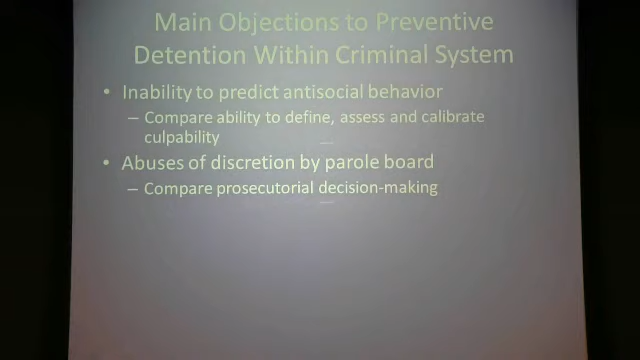 Main Objections to Preventive
Detention Within Criminal System
• Inability to predict antisocial behavior
– Compare ability to define, assess and calibrate
culpability
• Abuses of discretion by parole board
– Compare prosecutorial decision-making